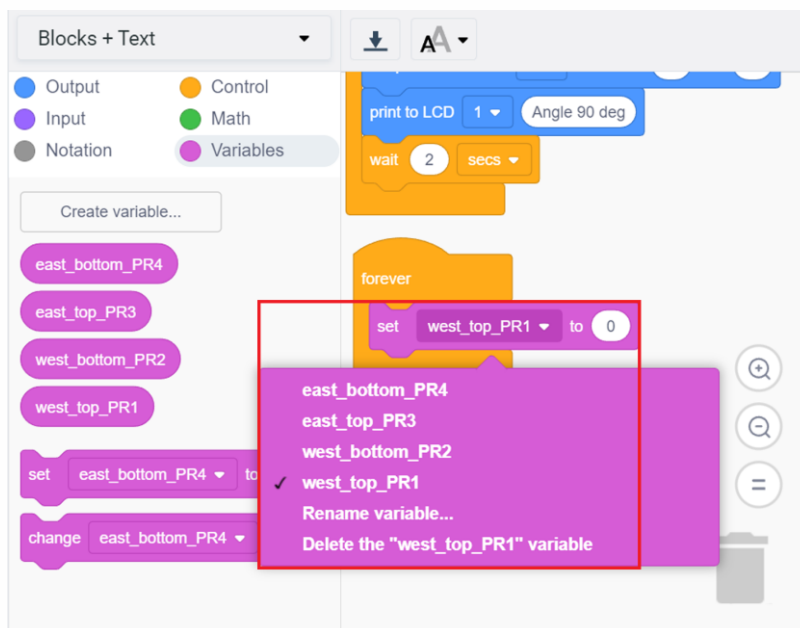 Blocks + Text
AA
Output
Control
Input
Math
Notation
Variables
Create variable...
east_bottom_PR4
east_top_PR3
west_bottom_PR2
west_top_PR1
set east_bottom_PR4 to
change east_bottom_PR4
print to LCD 1 Angle 90 deg
wait 2 secs
forever
set west_top_PR1 to 0
east_bottom_PR4
east_top_PR3
west_bottom_PR2
✓ west_top_PR1
Rename variable...
Delete the "west_top_PR1" variable